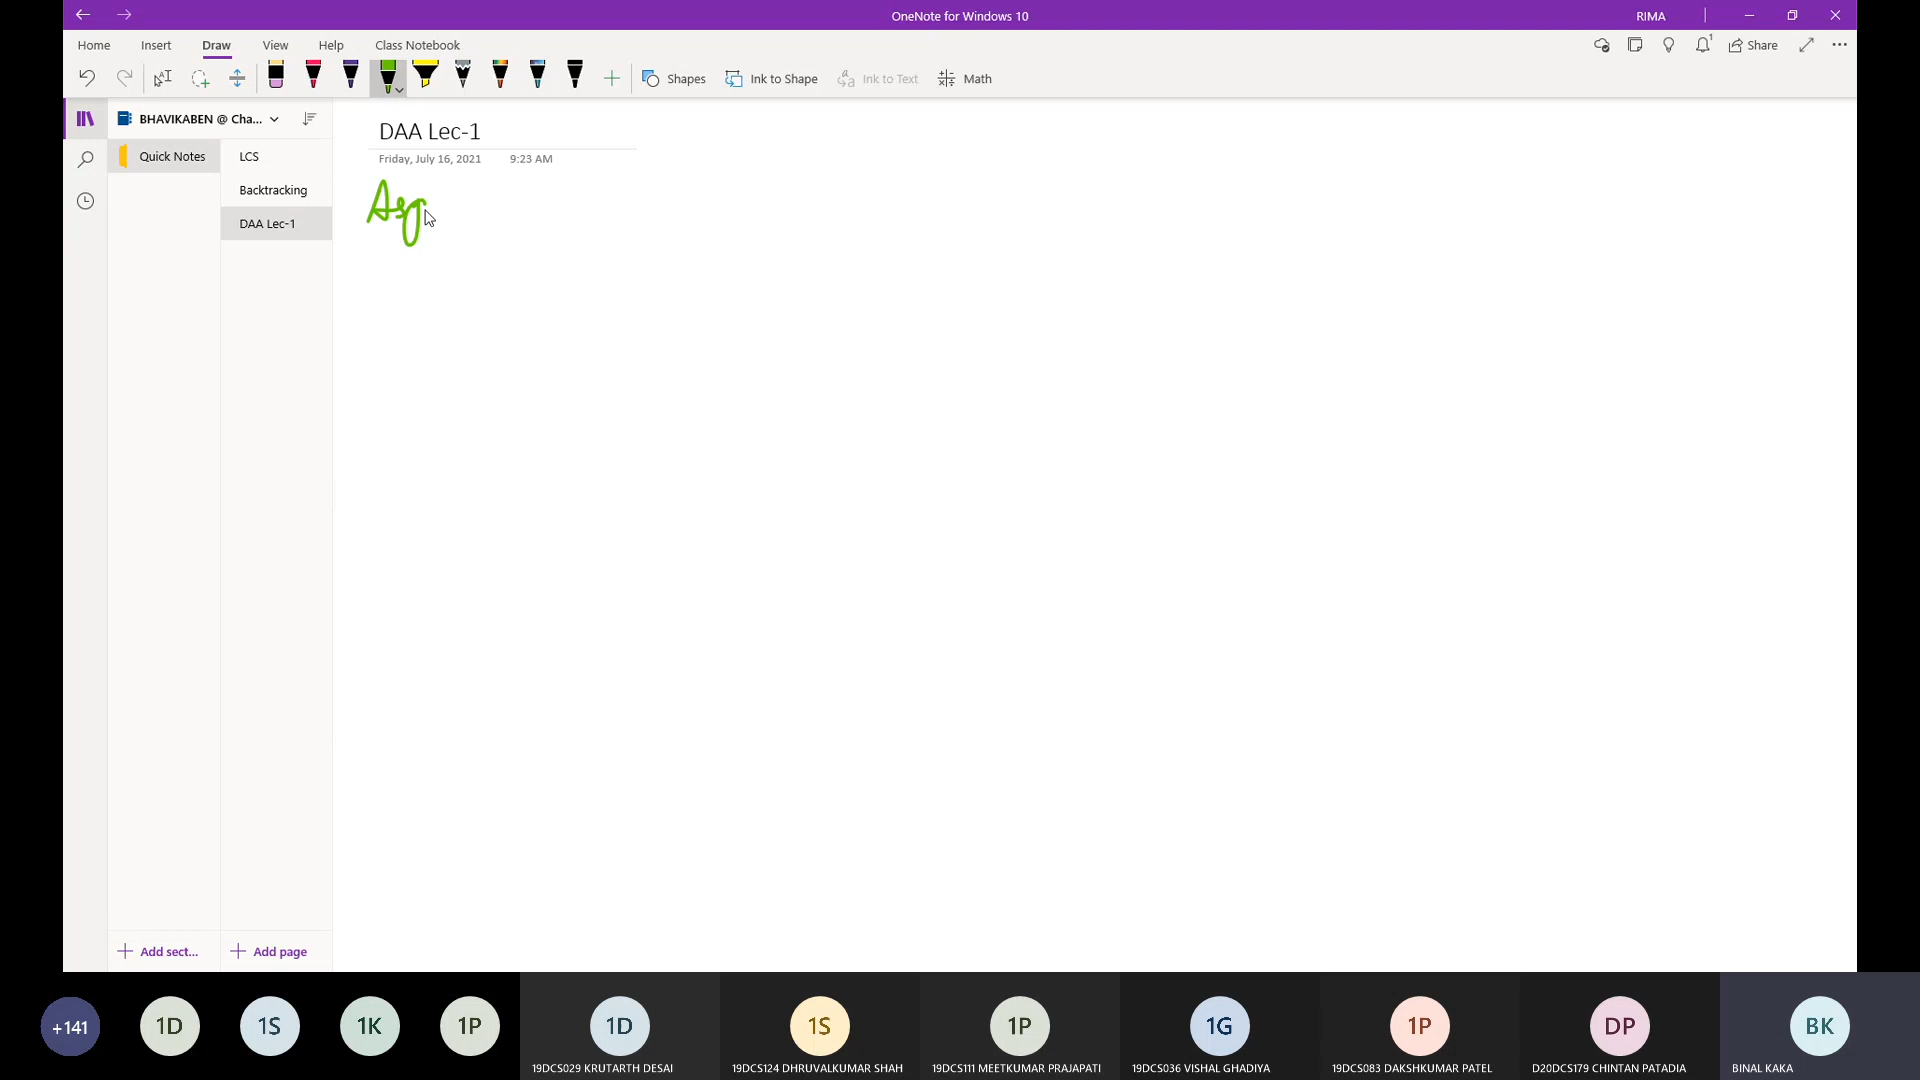 OneNote for Windows 10
RIMA
Home Insert Draw View Help Class Notebook
1 Share
Shapes Ink to Shape Ink to Text Math
BHAVIKABEN @ Cha...
DAA Lec-1
Quick Notes
LCS
Friday, July 16, 2021 9:23 AM
Backtracking
DAA Lec-1
Add sect... Add page
+141 1D 1S 1K 1P 1D 1S 1P 1G 1P DP BK
19DCS029 KRUTARTH DESAI 19DCS124 DHRUVALKUMAR SHAH 19DCS111 MEETKUMAR PRAJAPATI 19DCS036 VISHAL GHADIYA 19DCS083 DAKSHKUMAR PATEL D20DCS179 CHINTAN PATADIA BINAL KAKA